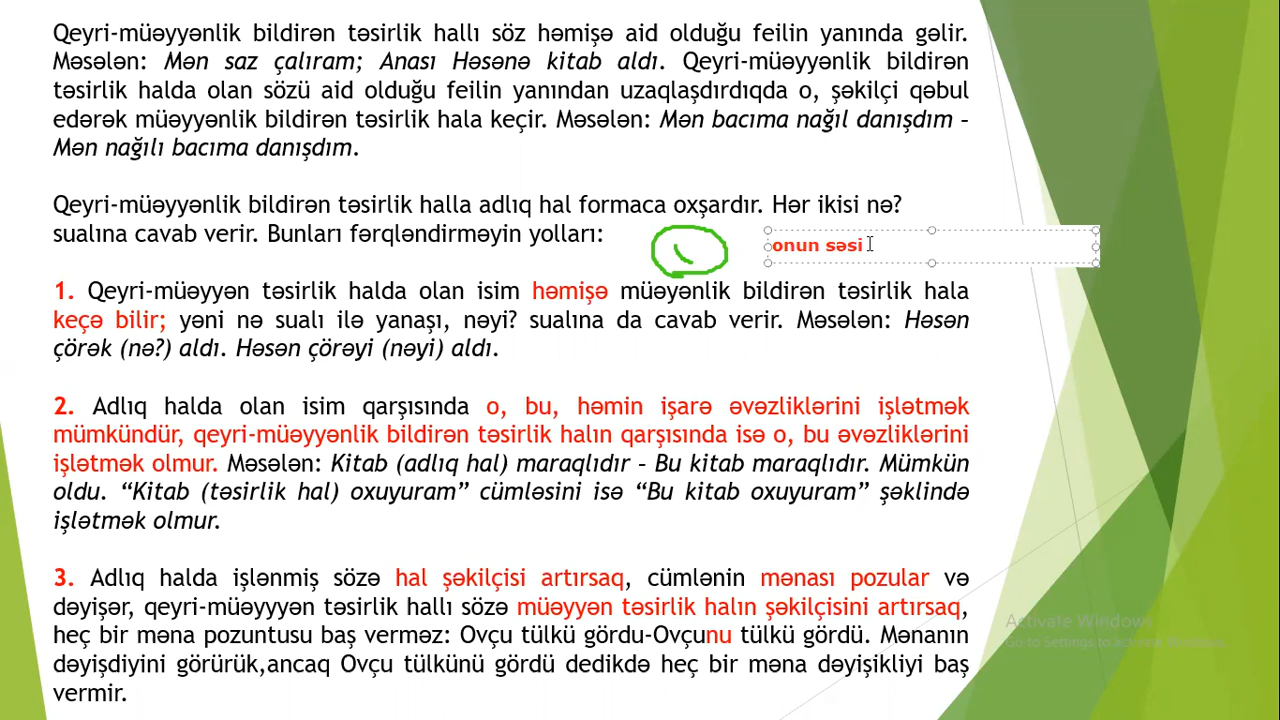 Qeyri-müəyyənlik bildirən təsirlik hallı söz həmişə aid olduğu feilin yanında gəlir.
Məsələn: Mən saz çalıram; Anası Həsənə kitab aldı. Qeyri-müəyyənlik bildirən
təsirlik halda olan sözü aid olduğu feilin yanından uzaqlaşdırdıqda o, şəkilçi qəbul
edərək müəyyənlik bildirən təsirlik hala keçir. Məsələn: Mən bacıma nağıl danışdım –
Mən nağılı bacıma danışdım.
Qeyri-müəyyənlik bildirən təsirlik halla adlıq hal formaca oxşardır. Hər ikisi nə?
sualına cavab verir. Bunları fərqləndirməyin yolları:
onun səsi
1. Qeyri-müəyyən təsirlik halda olan isim həmişə müəyənlik bildirən təsirlik hala
keçə bilir; yəni nə sualı ilə yanaşı, nəyi? sualına da cavab verir. Məsələn: Həsən
çörək (nə?) aldı. Həsən çörəyi (nəyi) aldı.
2. Adlıq halda olan isim qarşısında o, bu, həmin işarə əvəzliklərini işlətmək
mümkündür, qeyri-müəyyənlik bildirən təsirlik halın qarşısında isə o, bu əvəzliklərini
işlətmək olmur. Məsələn: Kitab (adlıq hal) maraqlıdır – Bu kitab maraqlıdır. Mümkün
oldu. “Kitab (təsirlik hal) oxuyuram” cümləsini isə “Bu kitab oxuyuram” şəklində
işlətmək olmur.
3. Adlıq halda işlənmiş sözə hal şəkilçisi artırsaq, cümlənin mənası pozular və
dəyişər, qeyri-müəyyyən təsirlik hallı sözə müəyyən təsirlik halın şəkilçisini artırsaq,
heç bir məna pozuntusu baş verməz: Ovçu tülkü gördu-Ovçunu tülkü gördü. Mənanın
dəyişdiyini görürük,ancaq Ovçu tülkünü gördü dedikdə heç bir məna dəyişikliyi baş
vermir.
Activate Windows
Go to Settings to activate Windows.